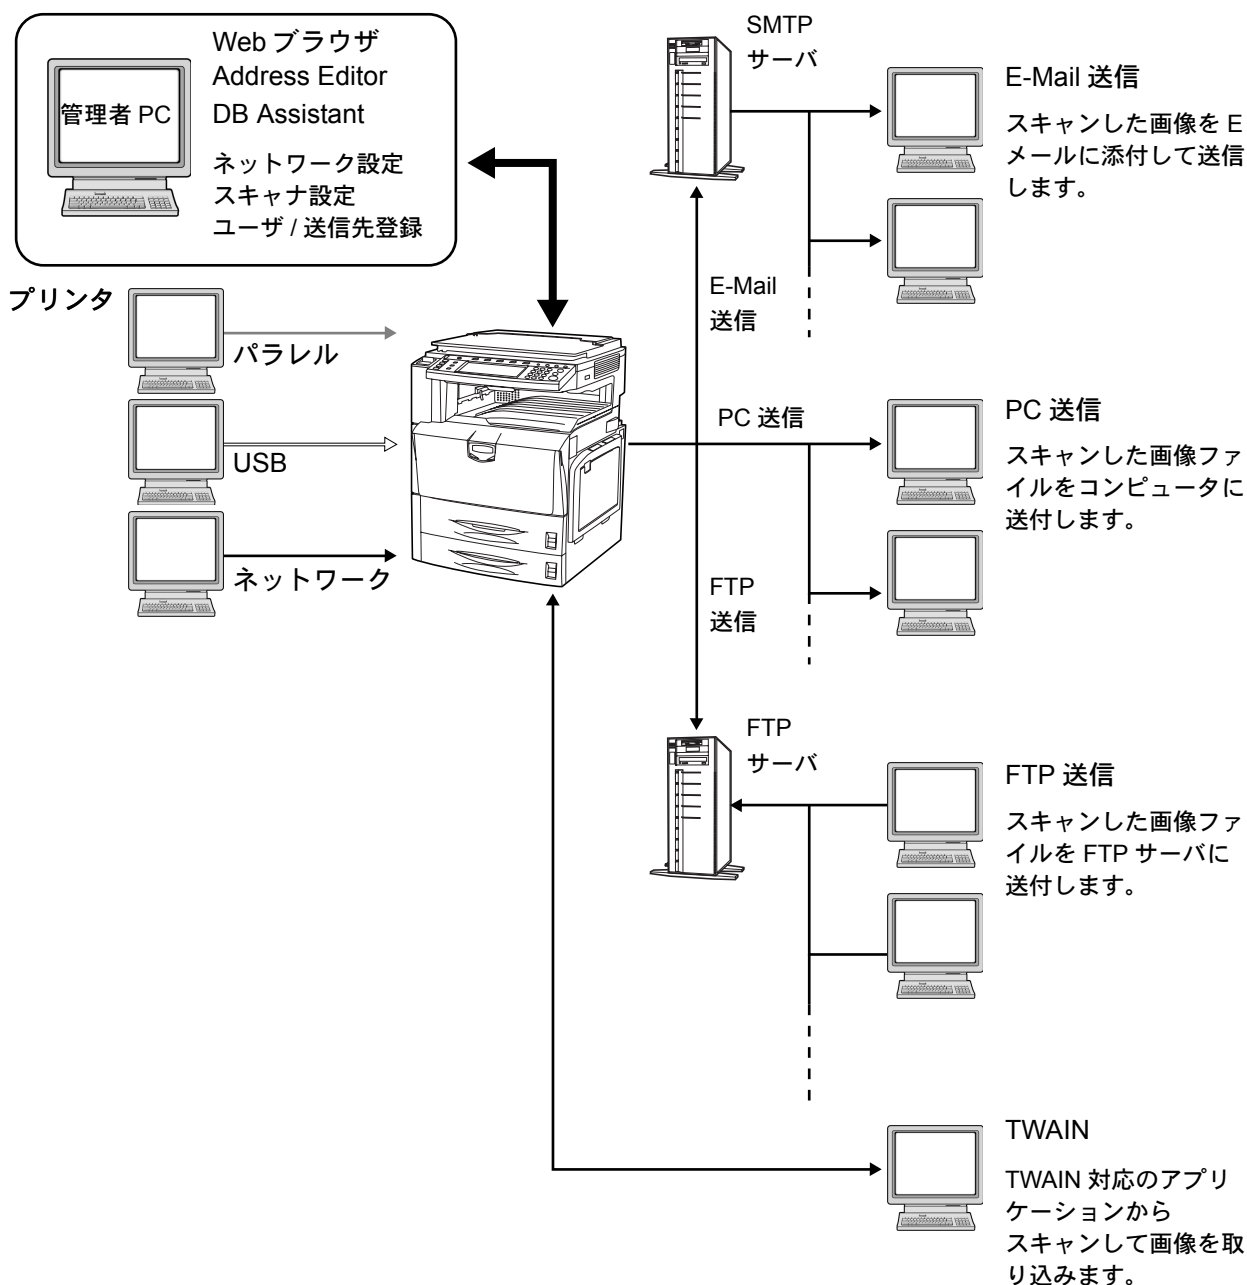 Web ブラウザ
Address Editor
DB Assistant
管理者 PC
ネットワーク設定
スキャナ設定
ユーザ / 送信先登録
SMTP
サーバ
E-Mail 送信
スキャンした画像を E
メールに添付して送信
します。
プリンタ
パラレル
USB
ネットワーク
E-Mail
送信
PC 送信
PC 送信
スキャンした画像ファ
イルをコンピュータに
送付します。
FTP
送信
FTP
サーバ
FTP 送信
スキャンした画像ファ
イルを FTP サーバに
送付します。
TWAIN
TWAIN 対応のアプリ
ケーションから
スキャンして画像を取
り込みます。